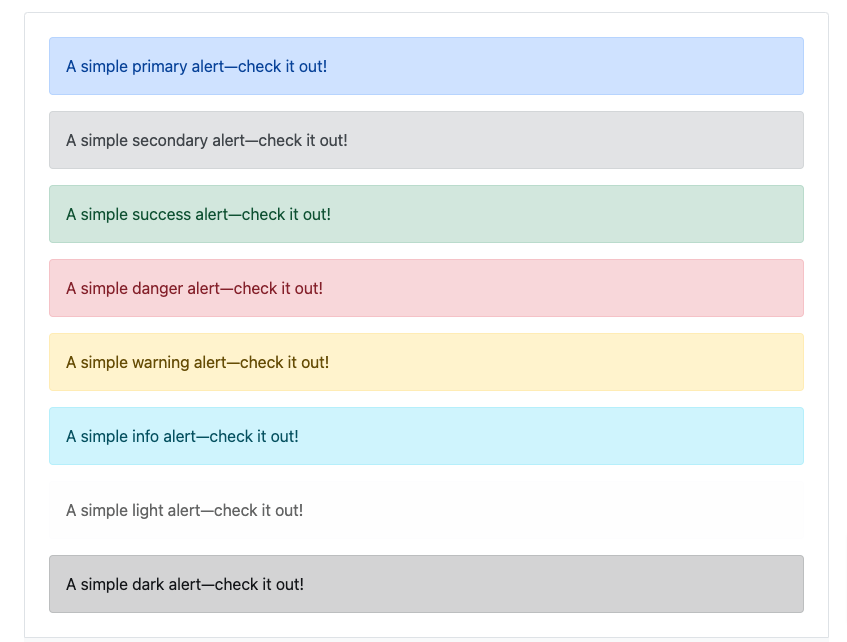 A simple primary alert—check it out!
A simple secondary alert—check it out!
A simple success alert—check it out!
A simple danger alert—check it out!
A simple warning alert—check it out!
A simple info alert—check it out!
A simple light alert—check it out!
A simple dark alert—check it out!